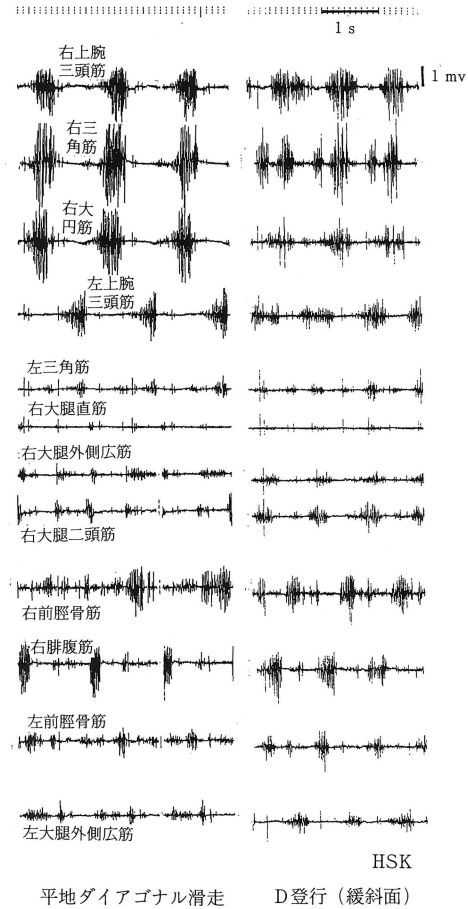 1 s
右上腕
三頭筋
1 mv
右三
角筋
右大
円筋
左上腕
三頭筋
左三角筋
右大腿直筋
右大腿外側広筋
右大腿二頭筋
右前脛骨筋
右腓腹筋
左前脛骨筋
左大腿外側広筋
HSK
平地ダイアゴナル滑走
D登行（緩斜面）